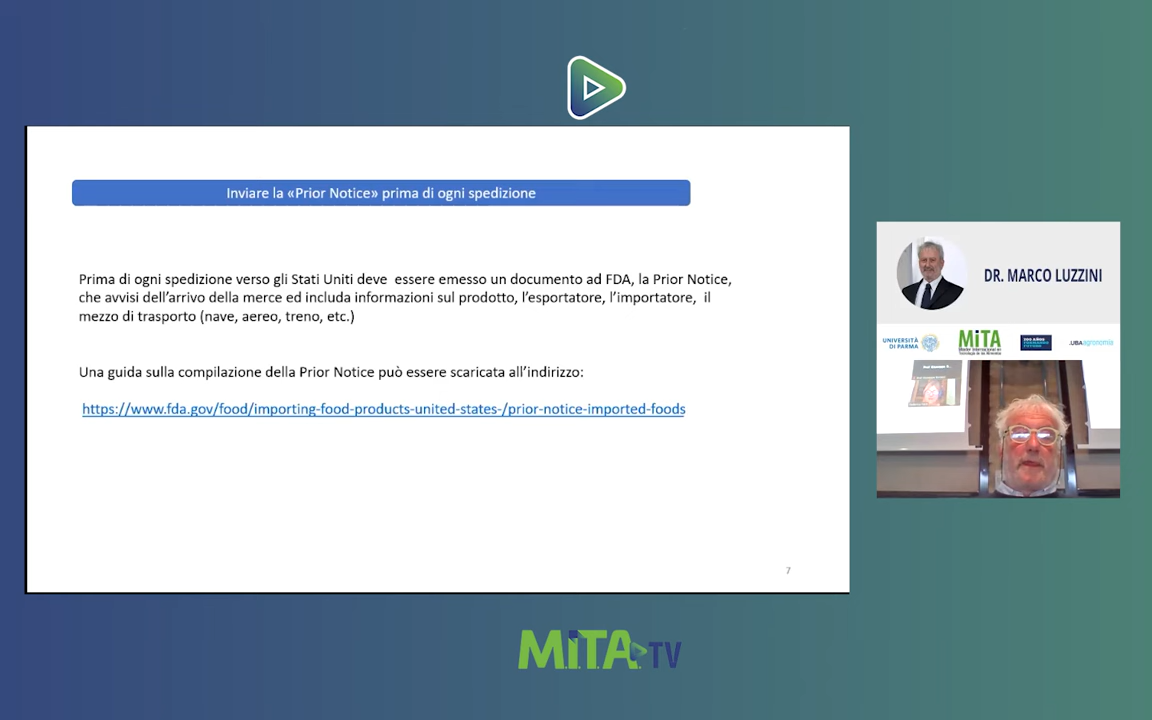 Inviare la «Prior Notice» prima di ogni spedizione
Prima di ogni spedizione verso gli Stati Uniti deve  essere emesso un documento ad FDA, la Prior Notice,
che avvisi dell’arrivo della merce ed includa informazioni sul prodotto, l’esportatore, l’importatore,  il
mezzo di trasporto (nave, aereo, treno, etc.)
Una guida sulla compilazione della Prior Notice può essere scaricata all’indirizzo:
https://www.fda.gov/food/importing-food-products-united-states-/prior-notice-imported-foods
7
DR. MARCO LUZZINI
UNIVERSITÀ
DI PARMA
MiTA
.UBAagronomia
M.i.T.A. TV